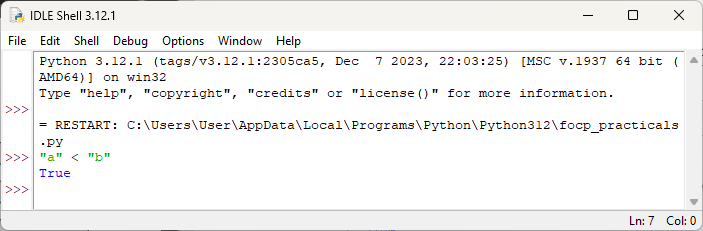 IDLE Shell 3.12.1
File Edit Shell Debug Options Window Help
Python 3.12.1 (tags/v3.12.1:2305ca5, Dec  7 2023, 22:03:25) [MSC v.1937 64 bit (
AMD64)] on win32
Type "help", "copyright", "credits" or "license()" for more information.
>>>
= RESTART: C:\Users\User\AppData\Local\Programs\Python\Python312\focp_practicals
.py
>>> "a" < "b"
True
>>>
Ln: 7 Col: 0